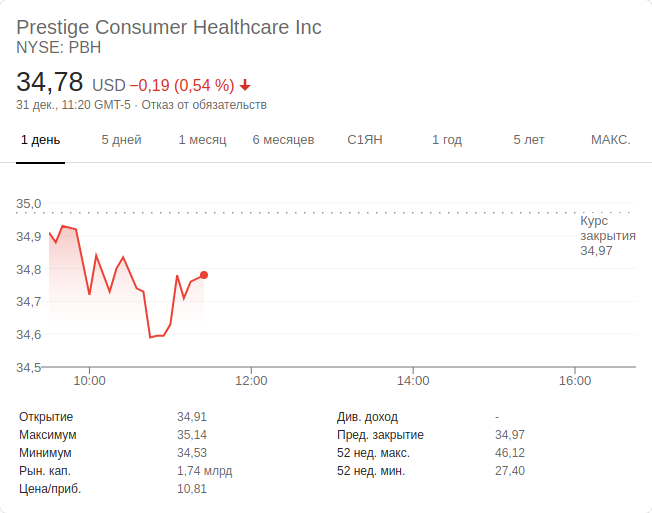 Prestige Consumer Healthcare Inc
NYSE: PBH
34,78 USD −0,19 (0,54 %)
31 дек., 11:20 GMT-5 · Отказ от обязательств
1 день 5 дней 1 месяц 6 месяцев С1ЯН 1 год 5 лет МАКС.
35,0
34,9
34,8
34,7
34,6
34,5
Курс
закрытия
34,97
10:00 12:00 14:00 16:00
Открытие 34,91 Див. доход -
Максимум 35,14 Пред. закрытие 34,97
Минимум 34,53 52 нед. макс. 46,12
Рын. кап. 1,74 млрд 52 нед. мин. 27,40
Цена/приб. 10,81